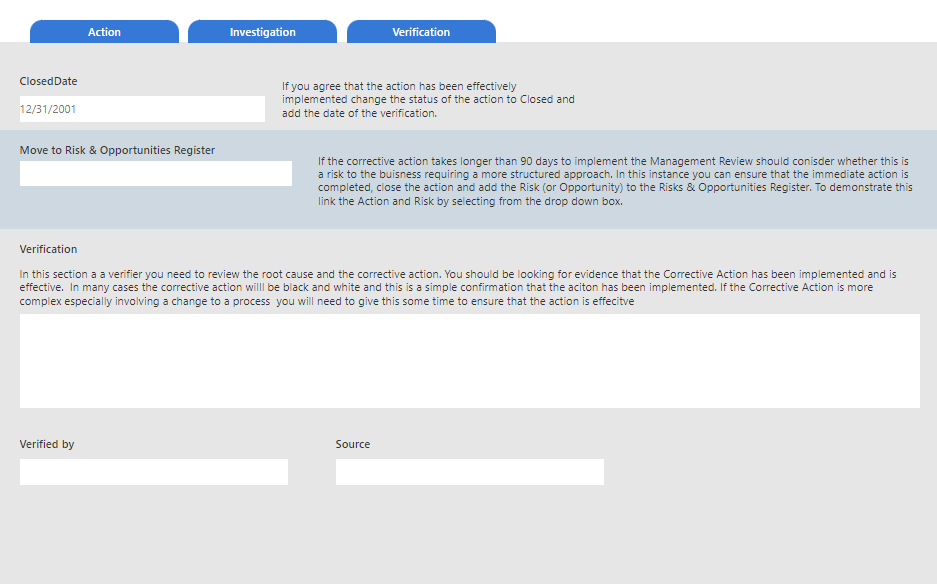 Action
Investigation
Verification
ClosedDate
12/31/2001
If you agree that the action has been effectively
implemented change the status of the action to Closed and
add the date of the verification.
Move to Risk & Opportunities Register
If the corrective action takes longer than 90 days to implement the Management Review should conisder whether this is
a risk to the buisness requiring a more structured approach. In this instance you can ensure that the immediate action is
completed, close the action and add the Risk (or Opportunity) to the Risks & Opportunities Register. To demonstrate this
link the Action and Risk by selecting from the drop down box.
Verification
In this section a a verifier you need to review the root cause and the corrective action. You should be looking for evidence that the Corrective Action has been implemented and is
effective.  In many cases the corrective action willl be black and white and this is a simple confirmation that the aciton has been implemented. If the Corrective Action is more
complex especially involving a change to a process  you will need to give this some time to ensure that the action is effecitve
Verified by
Source